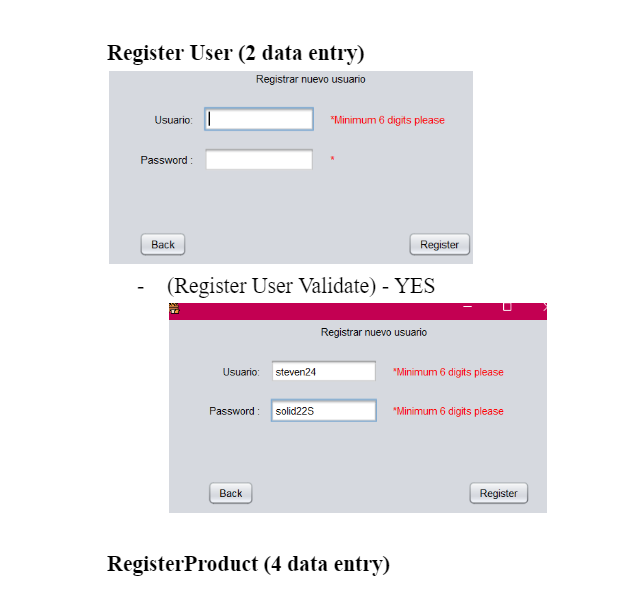 Register User (2 data entry)
Registrar nuevo usuario
Usuario: *Minimum 6 digits please
Password : *
Back Register
- (Register User Validate) - YES
Registrar nuevo usuario
Usuario: steven24 *Minimum 6 digits please
Password : solid22S *Minimum 6 digits please
Back Register
RegisterProduct (4 data entry)